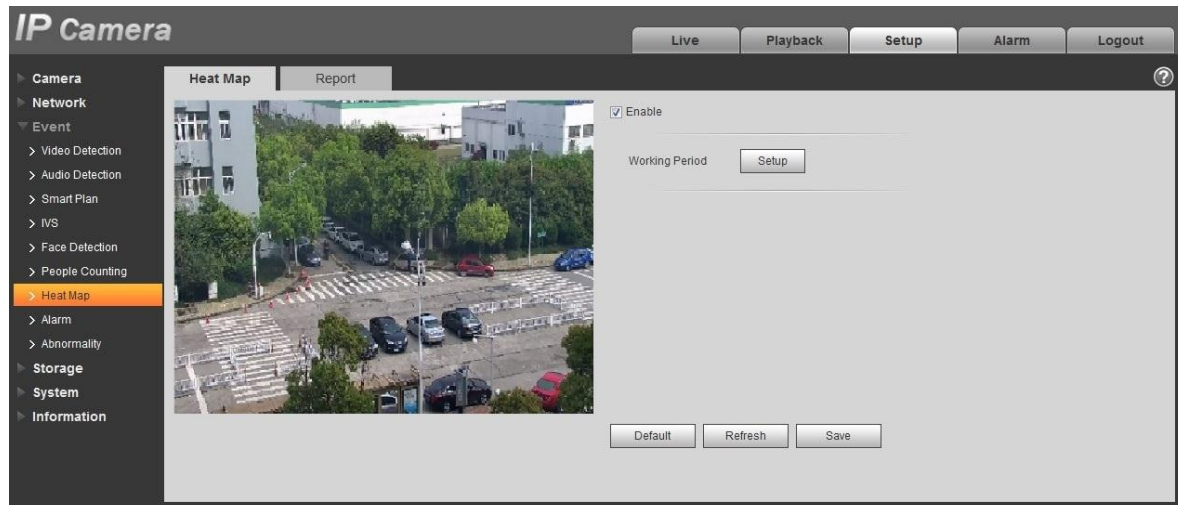 IP Camera
Live Playback Setup Alarm Logout
Camera
Network
Event
Video Detection
Audio Detection
Smart Plan
IVS
Face Detection
People Counting
Heat Map
Alarm
Abnormality
Storage
System
Information
Heat Map Report
?
Enable
Working Period Setup
Default Refresh Save